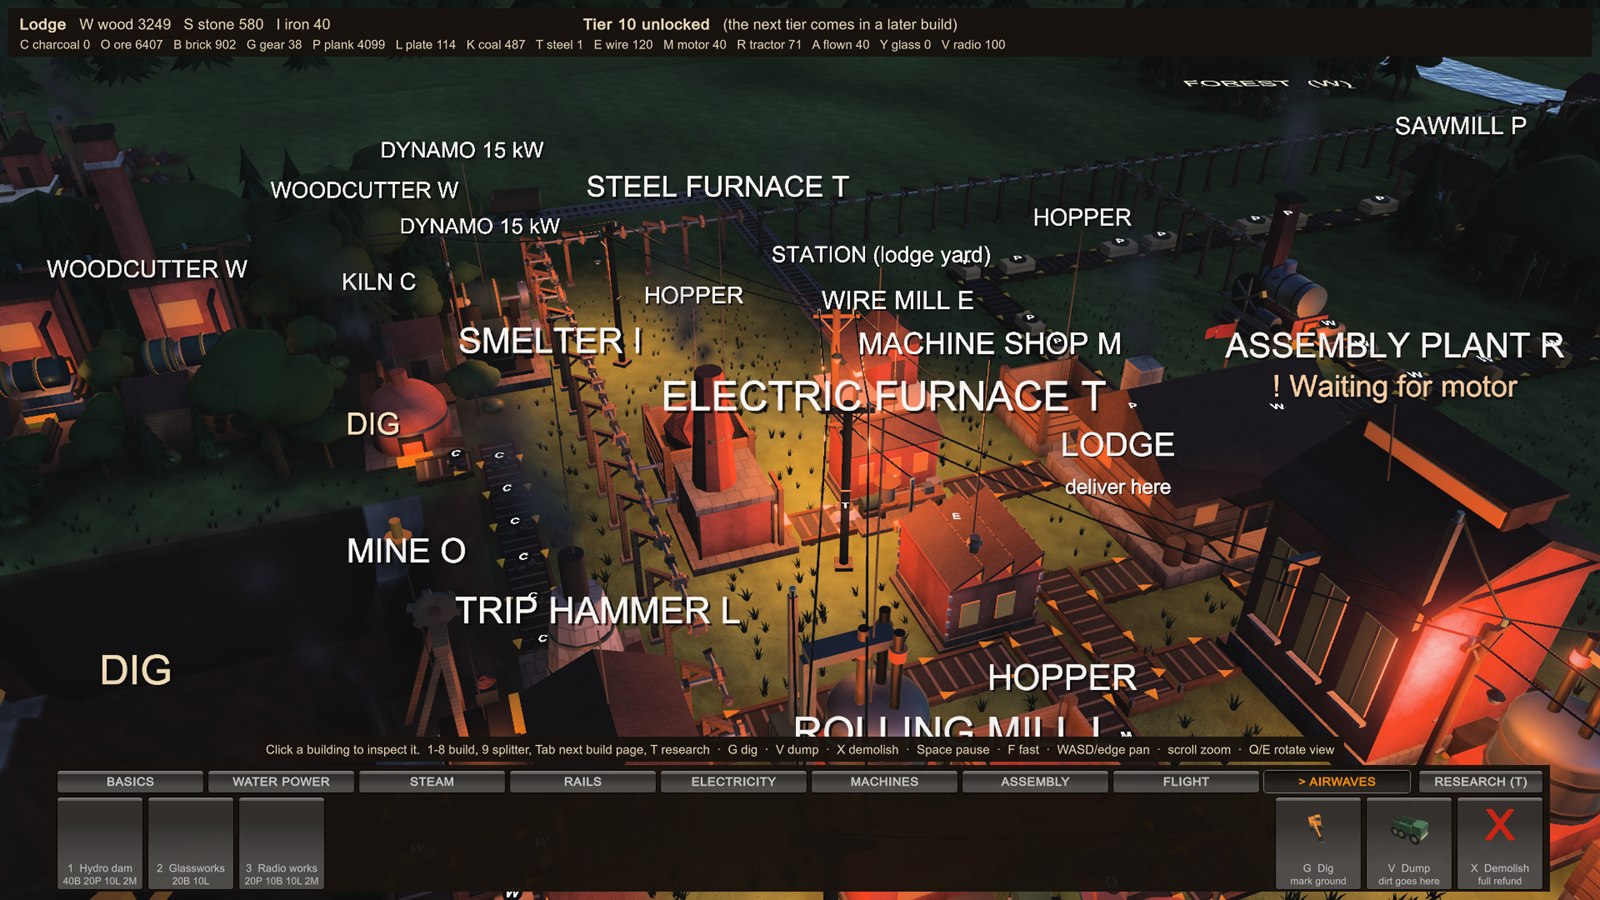 Lodge W wood 3249 S stone 580 I iron 40
Tier 10 unlocked (the next tier comes in a later build)
C charcoal 0 O ore 6407 B brick 902 G gear 38 P plank 4099 L plate 114 K coal 487 T steel 1 E wire 120 M motor 40 R tractor 71 A flown 40 Y glass 0 V radio 100
FOREST (W)
SAWMILL P
DYNAMO 15 kW
WOODCUTTER W
STEEL FURNACE T
HOPPER
DYNAMO 15 kW
STATION (lodge yard)
WOODCUTTER W
KILN C
HOPPER
WIRE MILL E
SMELTER I
MACHINE SHOP M
ASSEMBLY PLANT R
! Waiting for motor
ELECTRIC FURNACE T
DIG
LODGE
deliver here
MINE O
TRIP HAMMER L
DIG
HOPPER
ROLLING MILL L
Click a building to inspect it. 1-8 build, 9 splitter, Tab next build page, T research · G dig · V dump · X demolish · Space pause · F fast · WASD/edge pan · scroll zoom · Q/E rotate view
BASICS
WATER POWER
STEAM
RAILS
ELECTRICITY
MACHINES
ASSEMBLY
FLIGHT
> AIRWAVES
RESEARCH (T)
1 Hydro dam
40B 20P 10L 2M
2 Glassworks
20B 10L
3 Radio works
20P 10B 10L 2M
G Dig
mark ground
V Dump
dirt goes here
X Demolish
full refund